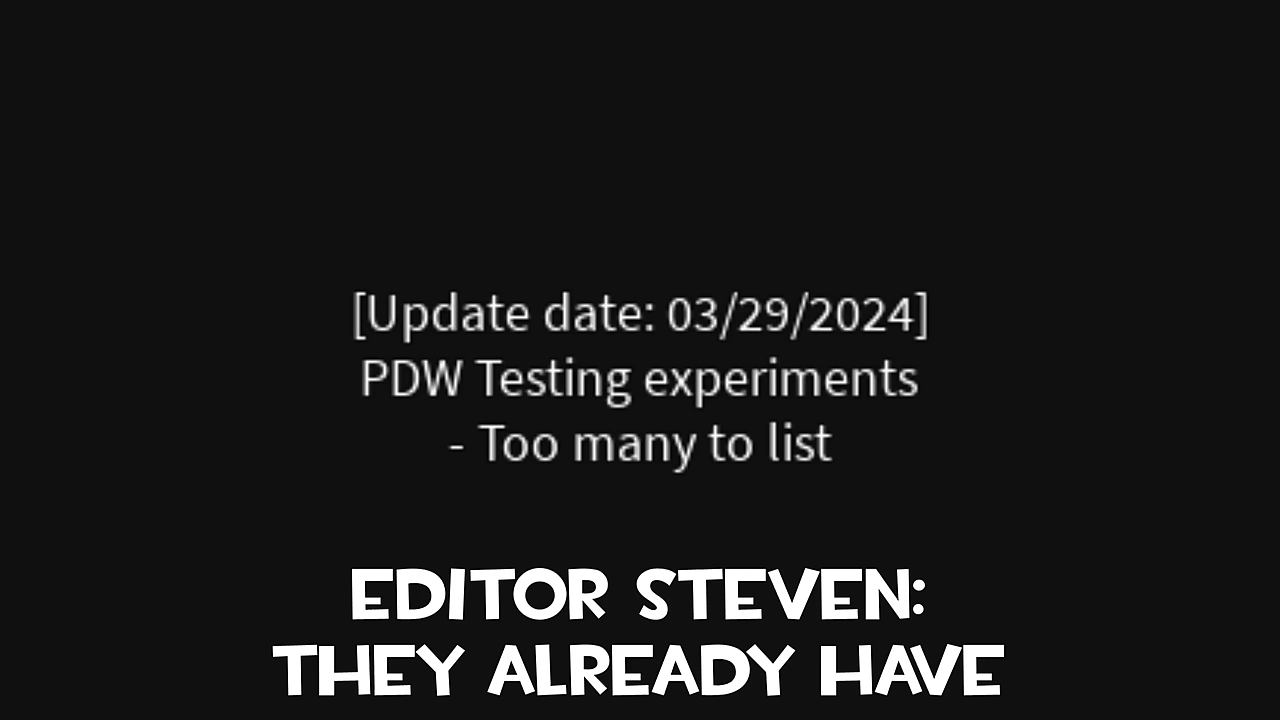 [Update date: 03/29/2024]
PDW Testing experiments
- Too many to list
EDITOR STEVEN:
THEY ALREADY HAVE